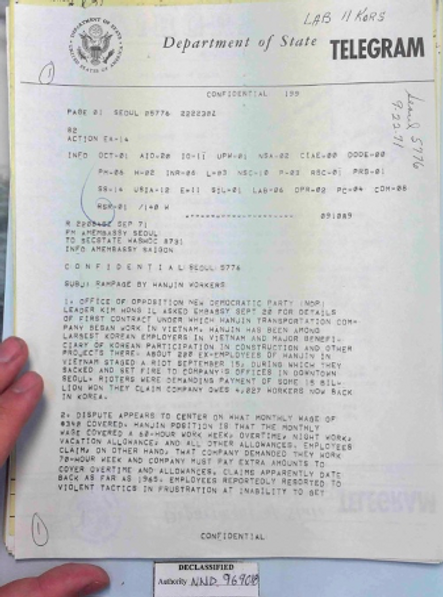 LAB 11 KORS
Department of State TELEGRAM
CONFIDENTIAL 199
Seoul 5776
9.22.71
PAGE 01 SEOUL 05776 222230Z
ACTION EA-14
INFO OCT-01 AID-20 IO-11 UPW-01 NSA-02 CIAE-00 DODE-00
PM-05 H-02 INR-06 L-03 NSC-10 P-03 RSC-01 PRS-01
SS-14 USIA-12 E-11 SIL-01 LAB-06 OPR-02 PC-04 COM-08
RSR-01 /140 W
091089
SEP 71
FM AMEMBASSY SEOUL
TO SECSTATE WASHDC 8791
INFO AMEMBASSY SAIGON
C O N F I D E N T I A L SEOUL 5776
SUBJ: RAMPAGE BY HANJIN WORKERS
1. OFFICE OF OPPOSITION NEW DEMOCRATIC PARTY (NDP)
LEADER KIM HONG IL ASKED EMBASSY SEPT 20 FOR DETAILS
OF FIRST CONTRACT UNDER WHICH HANJIN TRANSPORTATION COM-
PANY BEGAN WORK IN VIETNAM. HANJIN HAS BEEN AMONG
LARGEST KOREAN EMPLOYERS IN VIETNAM AND MAJOR BENEFI-
CIARY OF KOREAN PARTICIPATION IN CONSTRUCTION AND OTHER
PROJECTS THERE. ABOUT 200 EX-EMPLOYEES OF HANJIN IN
VIETNAM STAGED A RIOT SEPTEMBER 15, DURING WHICH THEY
SACKED AND SET FIRE TO COMPANY'S OFFICES IN DOWNTOWN
SEOUL. RIOTERS WERE DEMANDING PAYMENT OF SOME 15 BIL-
LION WON THEY CLAIM COMPANY OWES 4,027 WORKERS NOW BACK
IN KOREA.
2. DISPUTE APPEARS TO CENTER ON WHAT MONTHLY WAGE OF
$340 COVERED. HANJIN POSITION IS THAT THE MONTHLY
WAGE COVERED A 60-HOUR WORK WEEK, OVERTIME, NIGHT WORK,
VACATION ALLOWANCE, AND ALL OTHER ALLOWANCES. EMPLOYEES
CLAIM, ON OTHER HAND, THAT COMPANY DEMANDED THEY WORK
70-HOUR WEEK AND COMPANY MUST PAY EXTRA AMOUNTS TO
COVER OVERTIME AND ALLOWANCES. CLAIMS APPARENTLY DATE
BACK AS FAR AS 1965. EMPLOYEES REPORTEDLY RESORTED TO
VIOLENT TACTICS IN FRUSTRATION AT INABILITY TO GET
CONFIDENTIAL
DECLASSIFIED
Authority NND